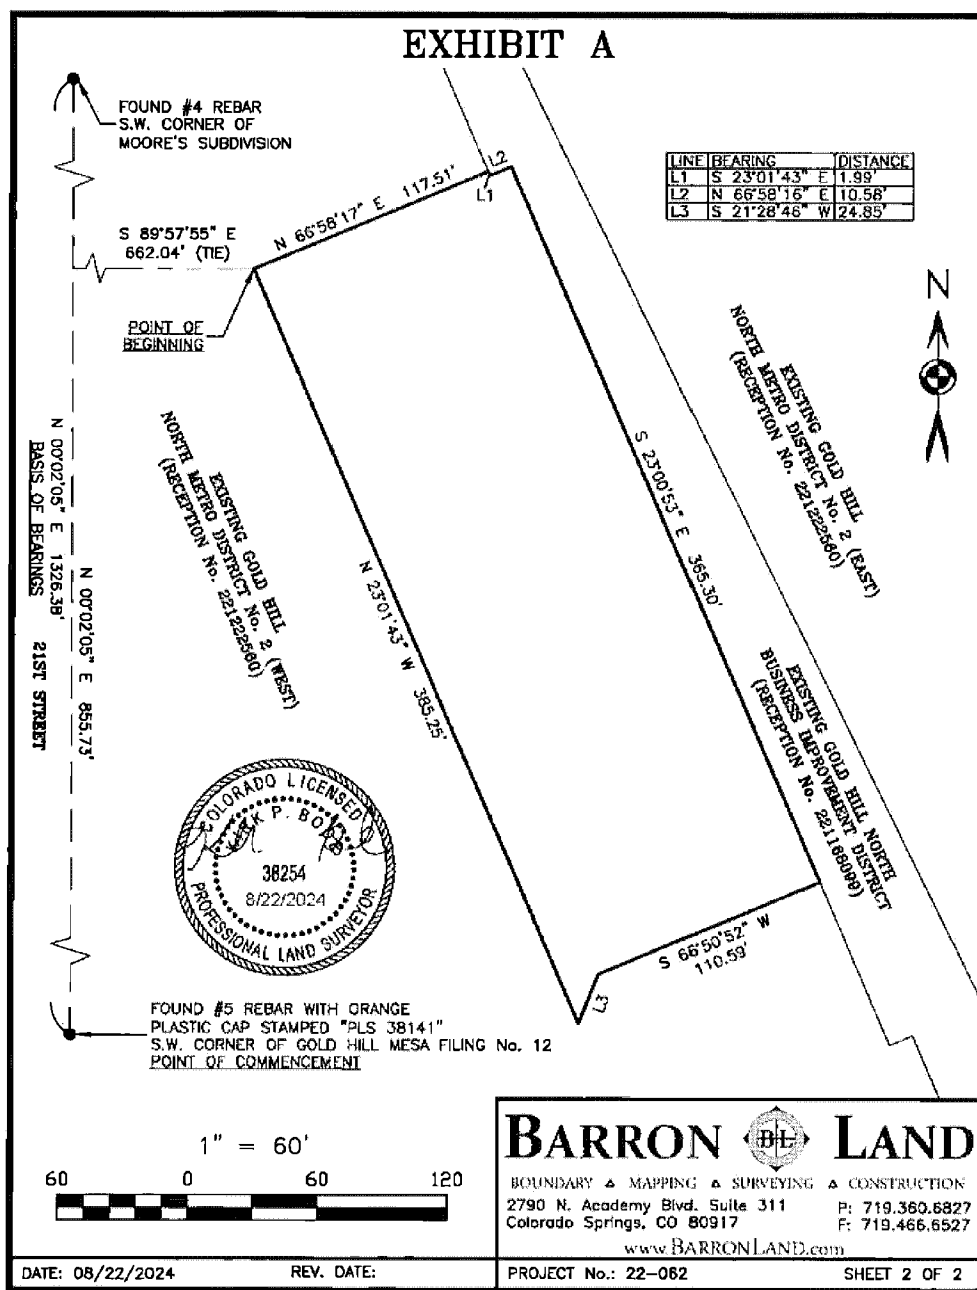 EXHIBIT A
FOUND #4 REBAR
S.W. CORNER OF
MOORE'S SUBDIVISION
LINE BEARING DISTANCE
L1 S 23°01'43" E 1.99'
L2 N 66°58'16" E 10.58'
L3 S 21°28'46" W 24.85'
N 66°58'17" E 117.51'
L2
L1
S 89°57'55" E
662.04' (TIE)
POINT OF
BEGINNING
N
EXISTING GOLD HILL
NORTH METRO DISTRICT No. 2 (EAST)
(RECEPTION No. 221222560)
EXISTING GOLD HILL
NORTH METRO DISTRICT No. 2 (WEST)
(RECEPTION No. 221222560)
S 23°00'53" E 365.30'
N 23°01'43" W 385.25'
N 00°02'05" E 1326.38'
BASIS OF BEARINGS
N 00°02'05" E 855.73'
21ST STREET
EXISTING GOLD HILL NORTH
BUSINESS IMPROVEMENT DISTRICT
(RECEPTION No. 221168099)
COLORADO LICENSED
KIRK P.
38254
8/22/2024
PROFESSIONAL LAND SURVEYOR
S 66°50'52" W
110.59'
L3
FOUND #5 REBAR WITH ORANGE
PLASTIC CAP STAMPED "PLS 38141"
S.W. CORNER OF GOLD HILL MESA FILING No. 12
POINT OF COMMENCEMENT
1" = 60'
60 0 60 120
BARRON BL LAND
BOUNDARY ▵ MAPPING ▵ SURVEYING ▵ CONSTRUCTION
2790 N. Academy Blvd. Suite 311 P: 719.360.6827
Colorado Springs, CO 80917 F: 719.466.6527
www.BARRONLAND.com
DATE: 08/22/2024 REV. DATE: PROJECT No.: 22-062 SHEET 2 OF 2